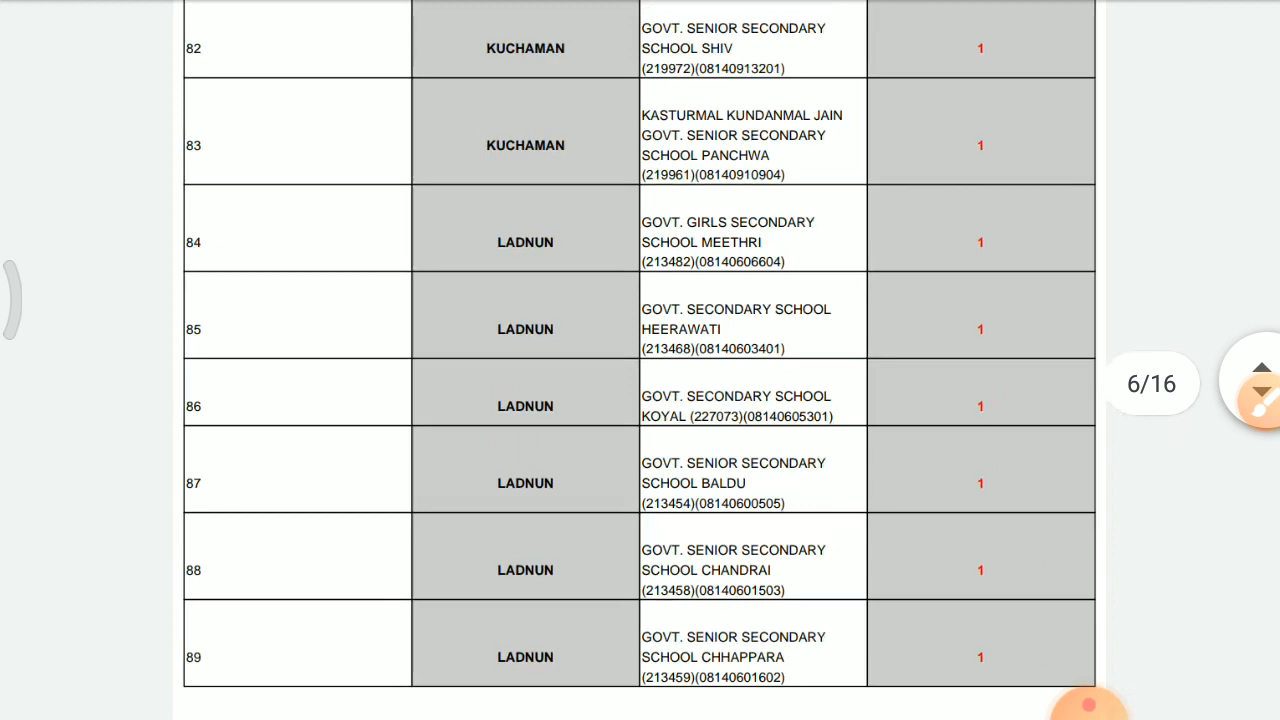 82
KUCHAMAN
GOVT. SENIOR SECONDARY
SCHOOL SHIV
(219972)(08140913201)
1
83
KUCHAMAN
KASTURMAL KUNDANMAL JAIN
GOVT. SENIOR SECONDARY
SCHOOL PANCHWA
(219961)(08140910904)
1
84
LADNUN
GOVT. GIRLS SECONDARY
SCHOOL MEETHRI
(213482)(08140606604)
1
85
LADNUN
GOVT. SECONDARY SCHOOL
HEERAWATI
(213468)(08140603401)
1
86
LADNUN
GOVT. SECONDARY SCHOOL
KOYAL (227073)(08140605301)
1
87
LADNUN
GOVT. SENIOR SECONDARY
SCHOOL BALDU
(213454)(08140600505)
1
88
LADNUN
GOVT. SENIOR SECONDARY
SCHOOL CHANDRAI
(213458)(08140601503)
1
89
LADNUN
GOVT. SENIOR SECONDARY
SCHOOL CHHAPPARA
(213459)(08140601602)
1
6/16